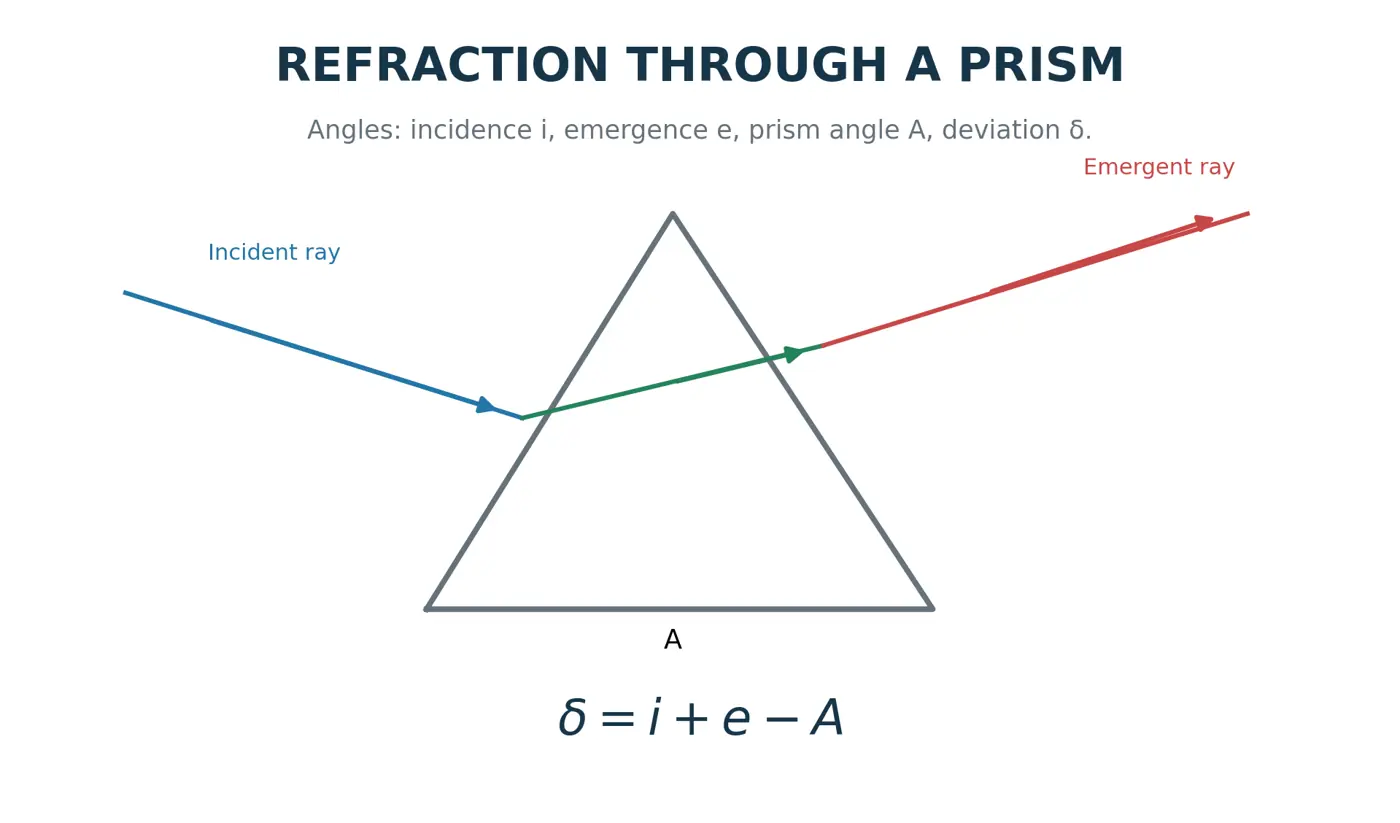 REFRACTION THROUGH A PRISM
Angles: incidence i, emergence e, prism angle A, deviation δ.
Emergent ray
Incident ray
A
δ = i + e − A